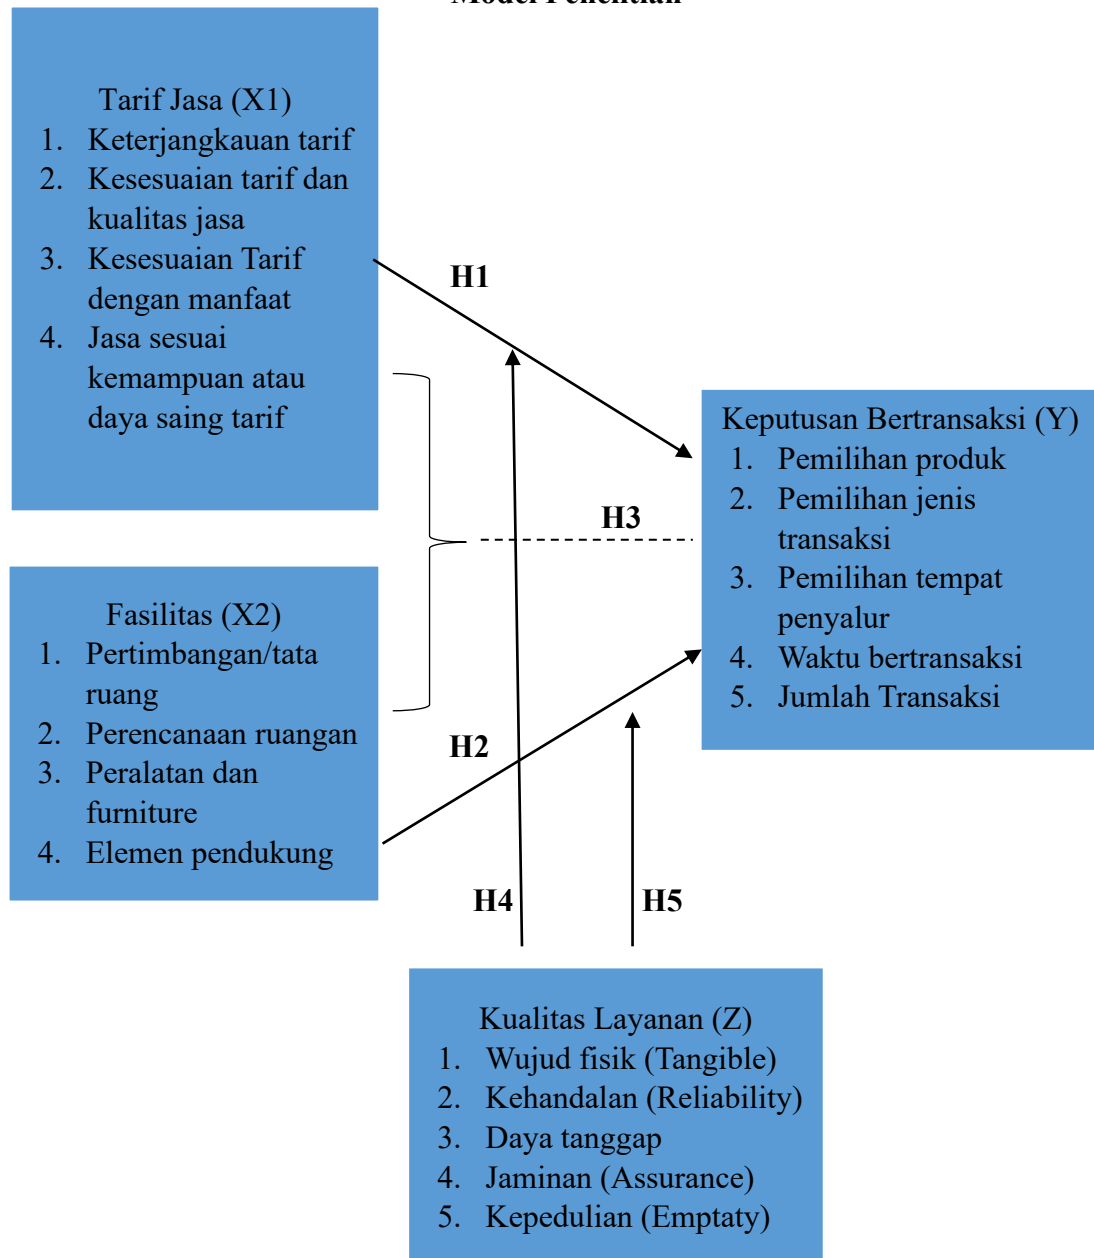 Model Penelitian
Tarif Jasa (X1)
1. Keterjangkauan tarif
2. Kesesuaian tarif dan
kualitas jasa
3. Kesesuaian Tarif
dengan manfaat
4. Jasa sesuai
kemampuan atau
daya saing tarif
H1
Keputusan Bertransaksi (Y)
1. Pemilihan produk
2. Pemilihan jenis
transaksi
3. Pemilihan tempat
penyalur
4. Waktu bertransaksi
5. Jumlah Transaksi
H3
Fasilitas (X2)
1. Pertimbangan/tata
ruang
2. Perencanaan ruangan
3. Peralatan dan
furniture
4. Elemen pendukung
H2
H4
H5
Kualitas Layanan (Z)
1. Wujud fisik (Tangible)
2. Kehandalan (Reliability)
3. Daya tanggap
4. Jaminan (Assurance)
5. Kepedulian (Emptaty)